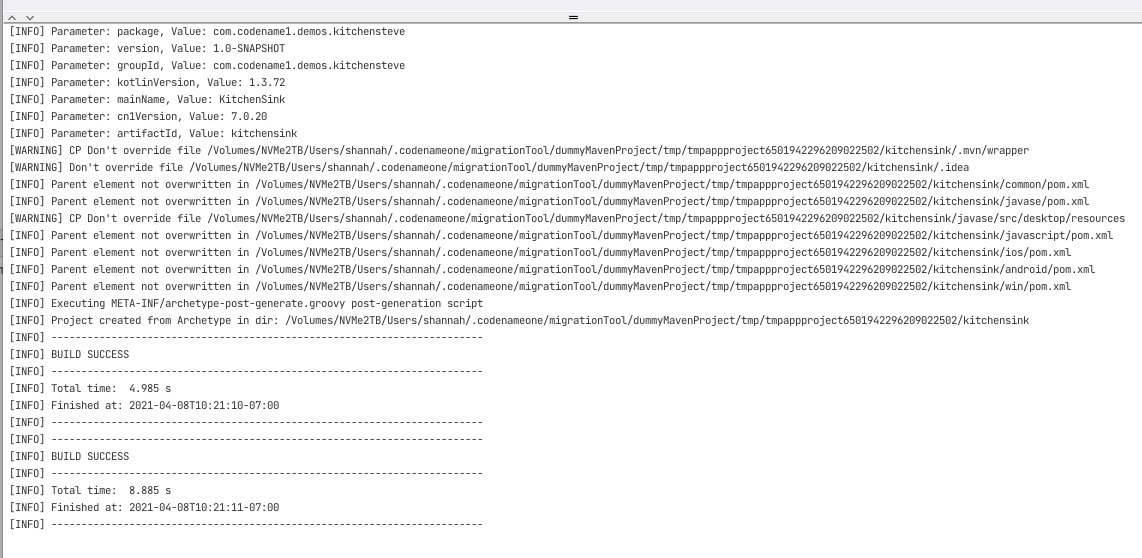 [INFO] Parameter: package, Value: com.codename1.demos.kitchensteve
[INFO] Parameter: version, Value: 1.0-SNAPSHOT
[INFO] Parameter: groupId, Value: com.codename1.demos.kitchensteve
[INFO] Parameter: kotlinVersion, Value: 1.3.72
[INFO] Parameter: mainName, Value: KitchenSink
[INFO] Parameter: cn1Version, Value: 7.0.20
[INFO] Parameter: artifactId, Value: kitchensink
[WARNING] CP Don't override file /Volumes/NVMe2TB/Users/shannah/.codenameone/migrationTool/dummyMavenProject/tmp/tmpappproject6501942296209022502/kitchensink/.mvn/wrapper
[WARNING] Don't override file /Volumes/NVMe2TB/Users/shannah/.codenameone/migrationTool/dummyMavenProject/tmp/tmpappproject6501942296209022502/kitchensink/.idea
[INFO] Parent element not overwritten in /Volumes/NVMe2TB/Users/shannah/.codenameone/migrationTool/dummyMavenProject/tmp/tmpappproject6501942296209022502/kitchensink/common/pom.xml
[INFO] Parent element not overwritten in /Volumes/NVMe2TB/Users/shannah/.codenameone/migrationTool/dummyMavenProject/tmp/tmpappproject6501942296209022502/kitchensink/javase/pom.xml
[WARNING] CP Don't override file /Volumes/NVMe2TB/Users/shannah/.codenameone/migrationTool/dummyMavenProject/tmp/tmpappproject6501942296209022502/kitchensink/javase/src/desktop/resources
[INFO] Parent element not overwritten in /Volumes/NVMe2TB/Users/shannah/.codenameone/migrationTool/dummyMavenProject/tmp/tmpappproject6501942296209022502/kitchensink/javascript/pom.xml
[INFO] Parent element not overwritten in /Volumes/NVMe2TB/Users/shannah/.codenameone/migrationTool/dummyMavenProject/tmp/tmpappproject6501942296209022502/kitchensink/ios/pom.xml
[INFO] Parent element not overwritten in /Volumes/NVMe2TB/Users/shannah/.codenameone/migrationTool/dummyMavenProject/tmp/tmpappproject6501942296209022502/kitchensink/android/pom.xml
[INFO] Parent element not overwritten in /Volumes/NVMe2TB/Users/shannah/.codenameone/migrationTool/dummyMavenProject/tmp/tmpappproject6501942296209022502/kitchensink/win/pom.xml
[INFO] Executing META-INF/archetype-post-generate.groovy post-generation script
[INFO] Project created from Archetype in dir: /Volumes/NVMe2TB/Users/shannah/.codenameone/migrationTool/dummyMavenProject/tmp/tmpappproject6501942296209022502/kitchensink
[INFO] ------------------------------------------------------------------------
[INFO] BUILD SUCCESS
[INFO] ------------------------------------------------------------------------
[INFO] Total time:  4.985 s
[INFO] Finished at: 2021-04-08T10:21:10-07:00
[INFO] ------------------------------------------------------------------------
[INFO] ------------------------------------------------------------------------
[INFO] BUILD SUCCESS
[INFO] ------------------------------------------------------------------------
[INFO] Total time:  8.885 s
[INFO] Finished at: 2021-04-08T10:21:11-07:00
[INFO] ------------------------------------------------------------------------